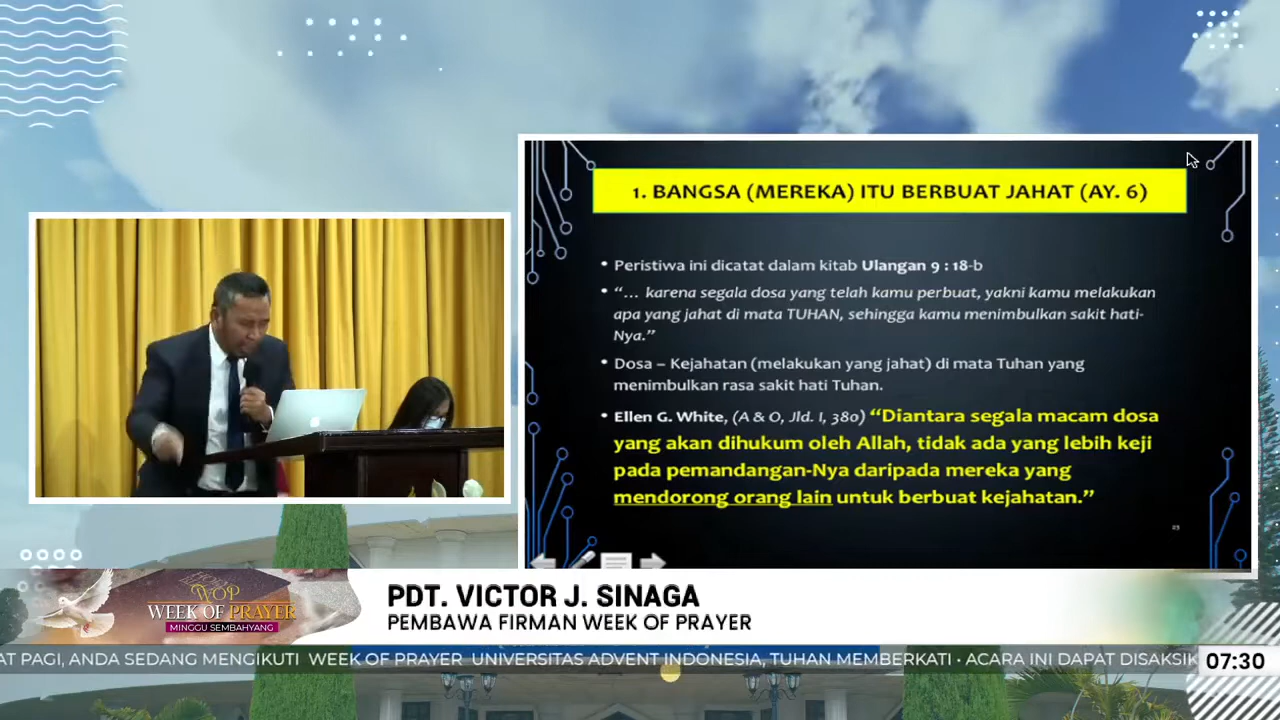 1. BANGSA (MEREKA) ITU BERBUAT JAHAT (AY. 6)
• Peristiwa ini dicatat dalam kitab Ulangan 9 : 18-b
• “... karena segala dosa yang telah kamu perbuat, yakni kamu melakukan
apa yang jahat di mata TUHAN, sehingga kamu menimbulkan sakit hati-
Nya.”
• Dosa – Kejahatan (melakukan yang jahat) di mata Tuhan yang
menimbulkan rasa sakit hati Tuhan.
• Ellen G. White, (A & O, Jld. I, 380) “Diantara segala macam dosa
yang akan dihukum oleh Allah, tidak ada yang lebih keji
pada pemandangan-Nya daripada mereka yang
mendorong orang lain untuk berbuat kejahatan.”
23
WOP
WEEK OF PRAYER
MINGGU SEMBAHYANG
PDT. VICTOR J. SINAGA
PEMBAWA FIRMAN WEEK OF PRAYER
AT PAGI, ANDA SEDANG MENGIKUTI WEEK OF PRAYER UNIVERSITAS ADVENT INDONESIA, TUHAN MEMBERKATI • ACARA INI DAPAT DISAKSIK
07:30